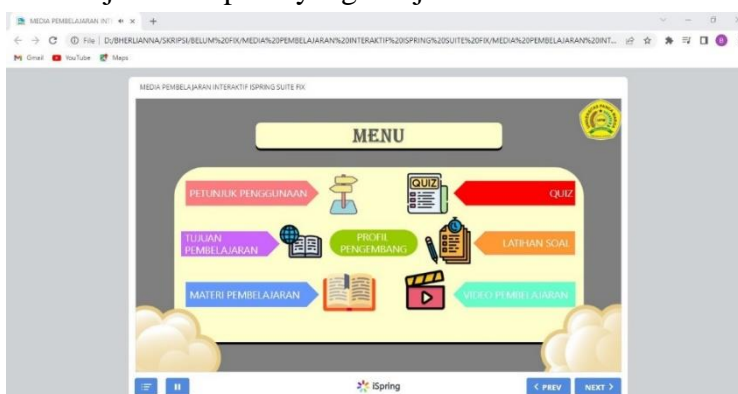 MEDIA PEMBELAJARAN INT
File
D:/BHERLIANNA/SKRIPSI/BELUM%20FIX/MEDIA%20PEMBELAJARAN%20INTERAKTIF%20ISPRING%20SUITE%20FIX/MEDIA%20PEMBELAJARAN%20INT...
Gmail YouTube Maps
MEDIA PEMBELAJARAN INTERAKTIF ISPRING SUITE FIX
MENU
PETUNJUK PENGGUNAAN
QUIZ
QUIZ
TUJUAN
PEMBELAJARAN
PROFIL
PENGEMBANG
LATIHAN SOAL
MATERI PEMBELAJARAN
VIDEO PEMBELAJARAN
iSpring
< PREV
NEXT >